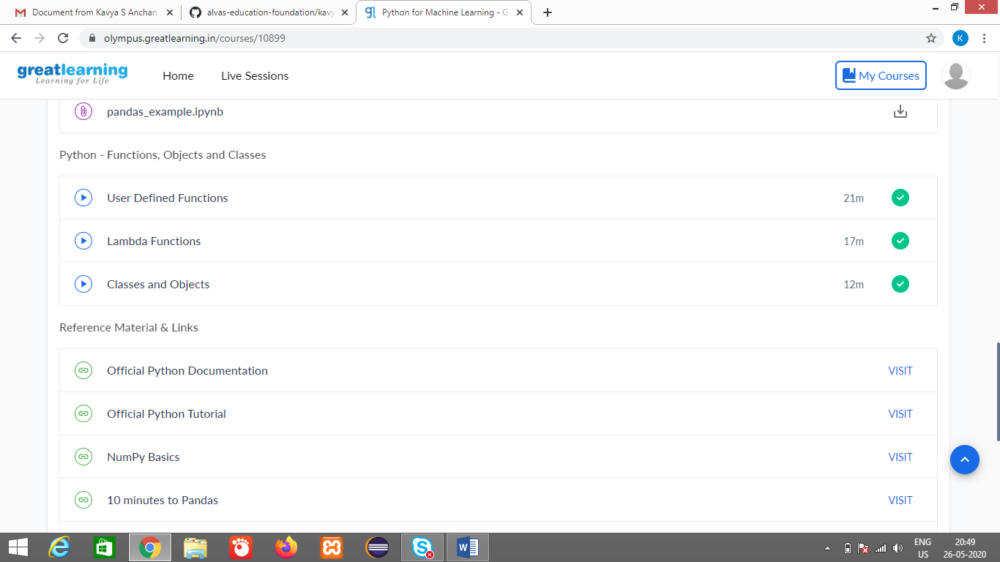 Document from Kavya S Anchan
alvas-education-foundation/kavy
Python for Machine Learning - G
olympus.greatlearning.in/courses/10899
K
greatlearning
Learning for Life
Home
Live Sessions
My Courses
pandas_example.ipynb
Python - Functions, Objects and Classes
User Defined Functions 21m
Lambda Functions 17m
Classes and Objects 12m
Reference Material & Links
Official Python Documentation VISIT
Official Python Tutorial VISIT
NumPy Basics VISIT
10 minutes to Pandas VISIT
ENG 20:49
US 26-05-2020